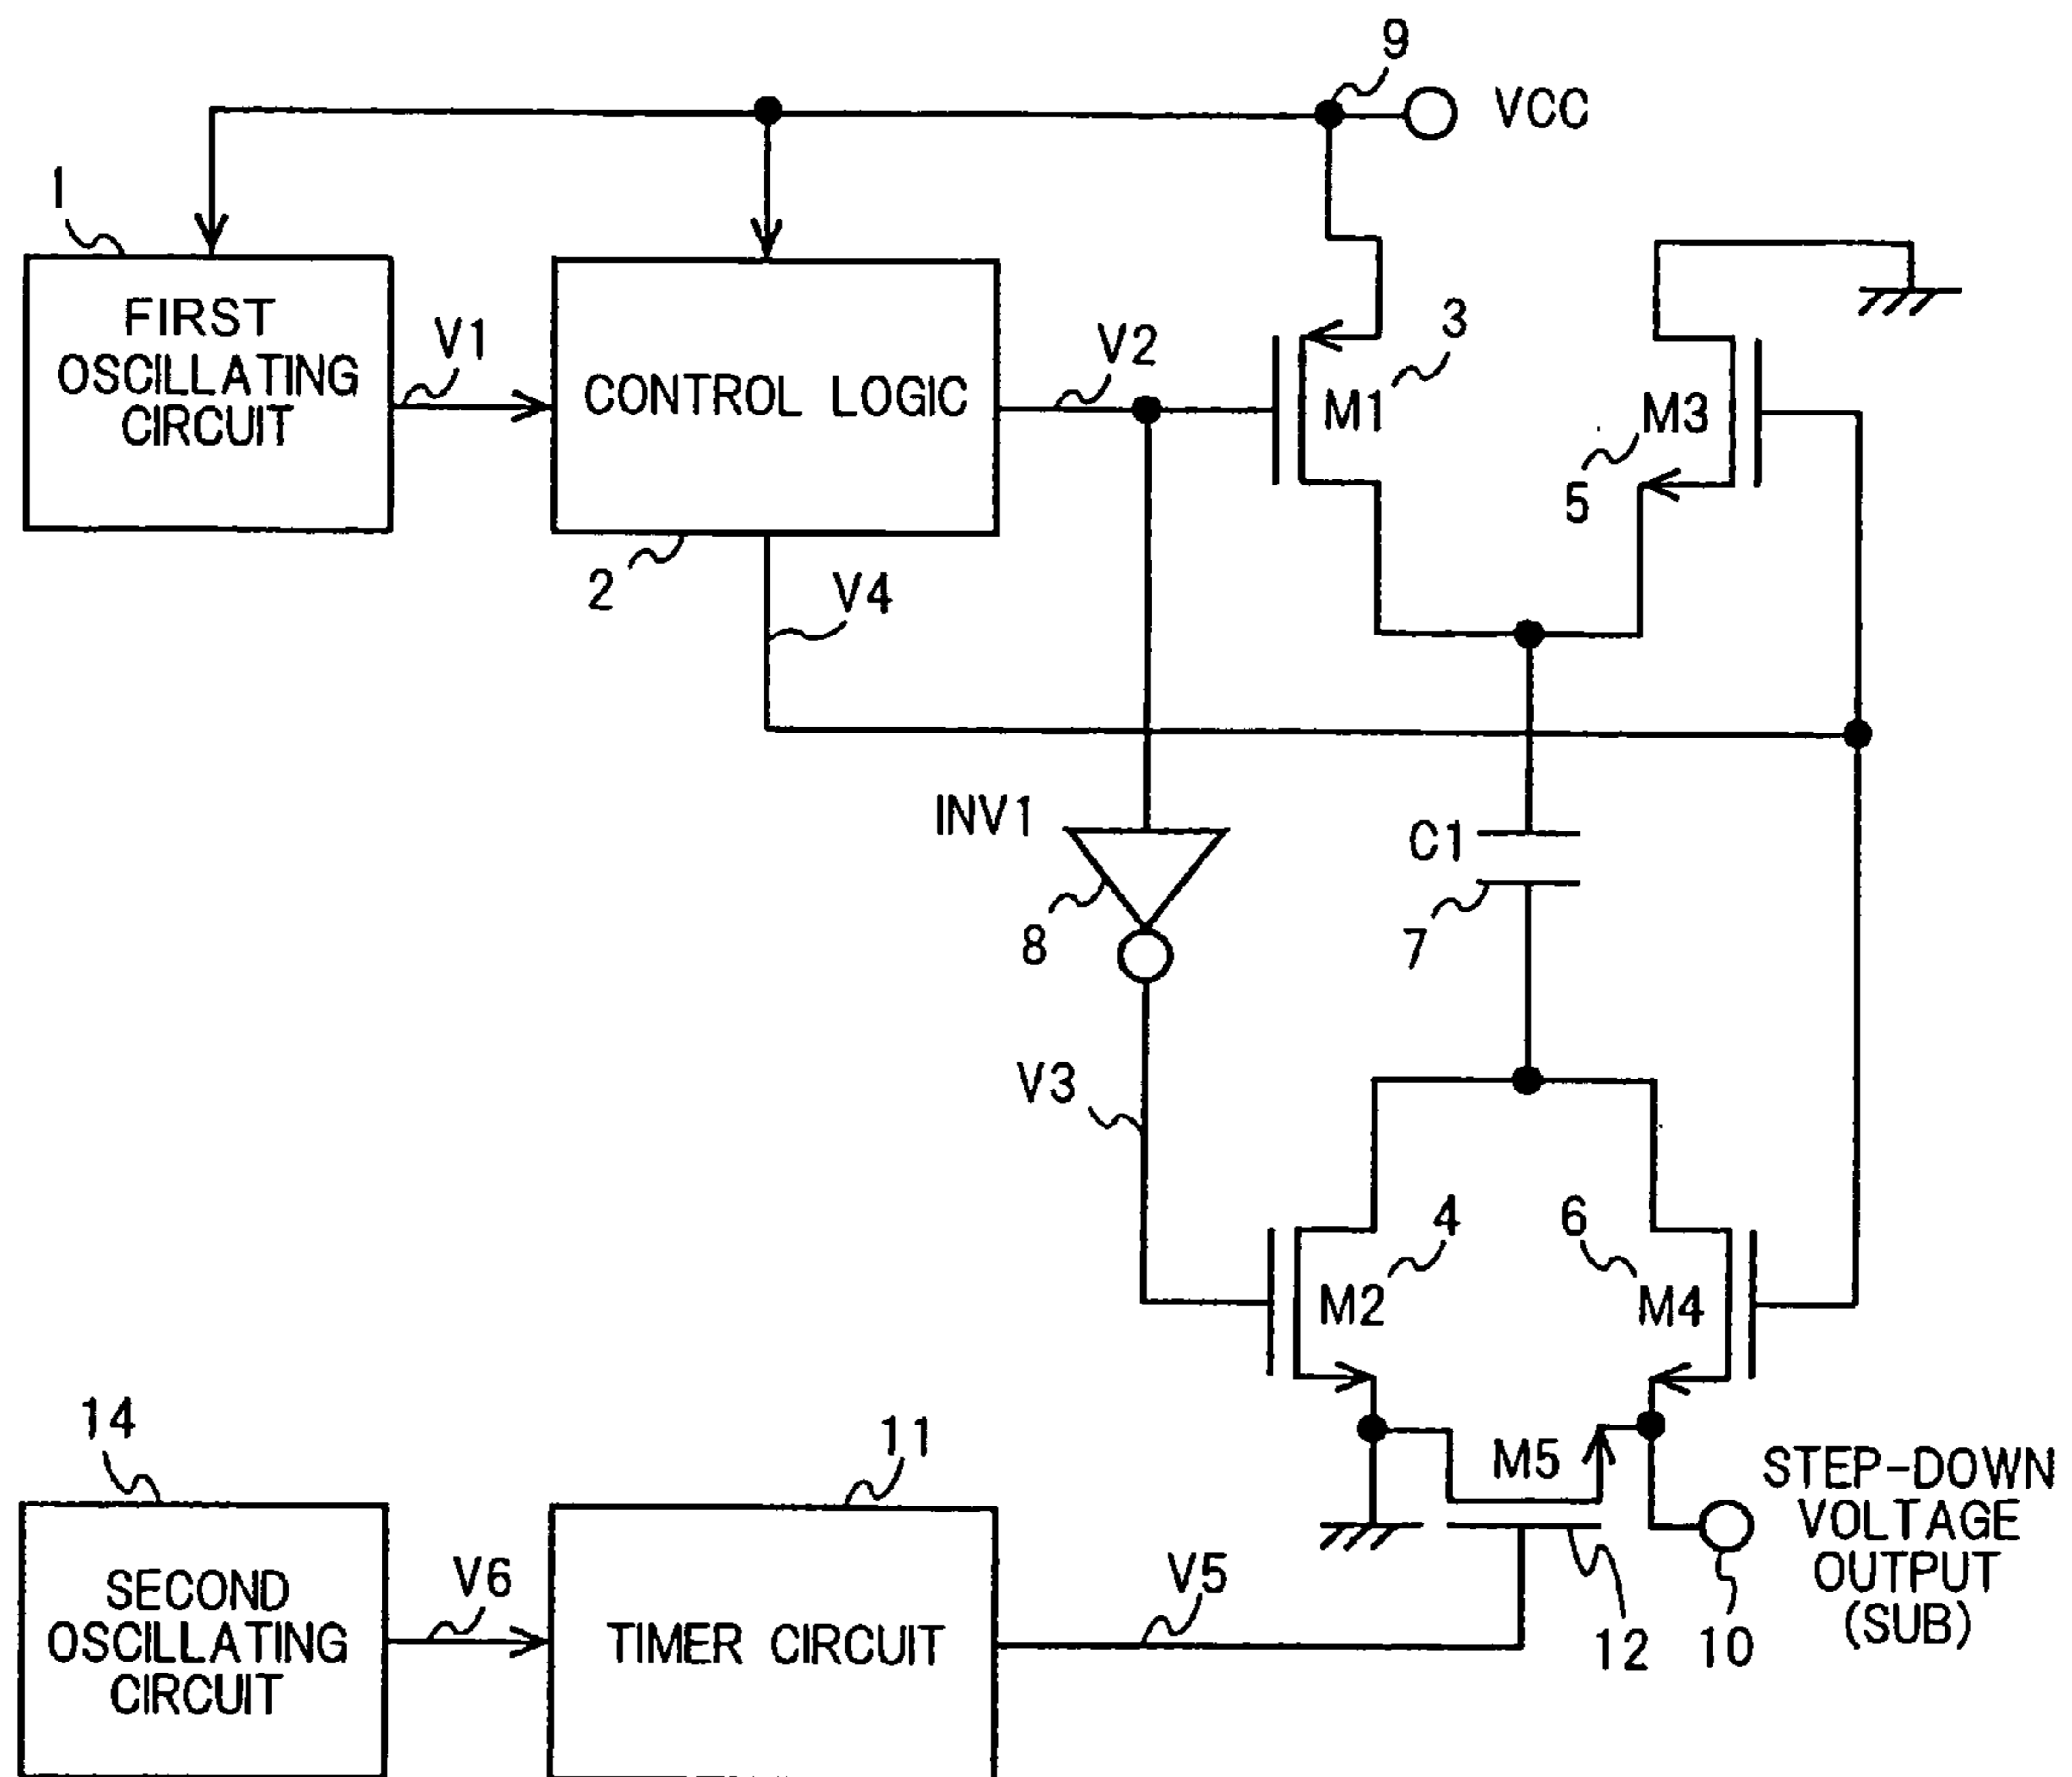 9
VCC
1
FIRST
OSCILLATING
CIRCUIT
V1
CONTROL LOGIC
2
V2
3
M1
M3
5
V4
INV1
8
C1
7
V3
4
M2
6
M4
14
SECOND
OSCILLATING
CIRCUIT
V6
11
TIMER CIRCUIT
V5
M5
12
10
STEP-DOWN
VOLTAGE
OUTPUT
(SUB)